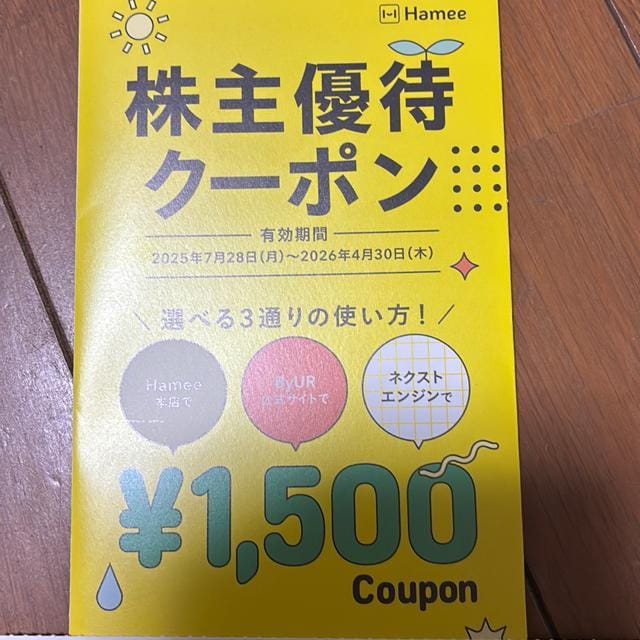 Hamee
株主優待
クーポン
有効期間
2025年7月28日(月)～2026年4月30日(木)
＼ 選べる3通りの使い方！ ／
Hamee
本店で
ByUR
公式サイトで
ネクスト
エンジンで
¥1,500
Coupon